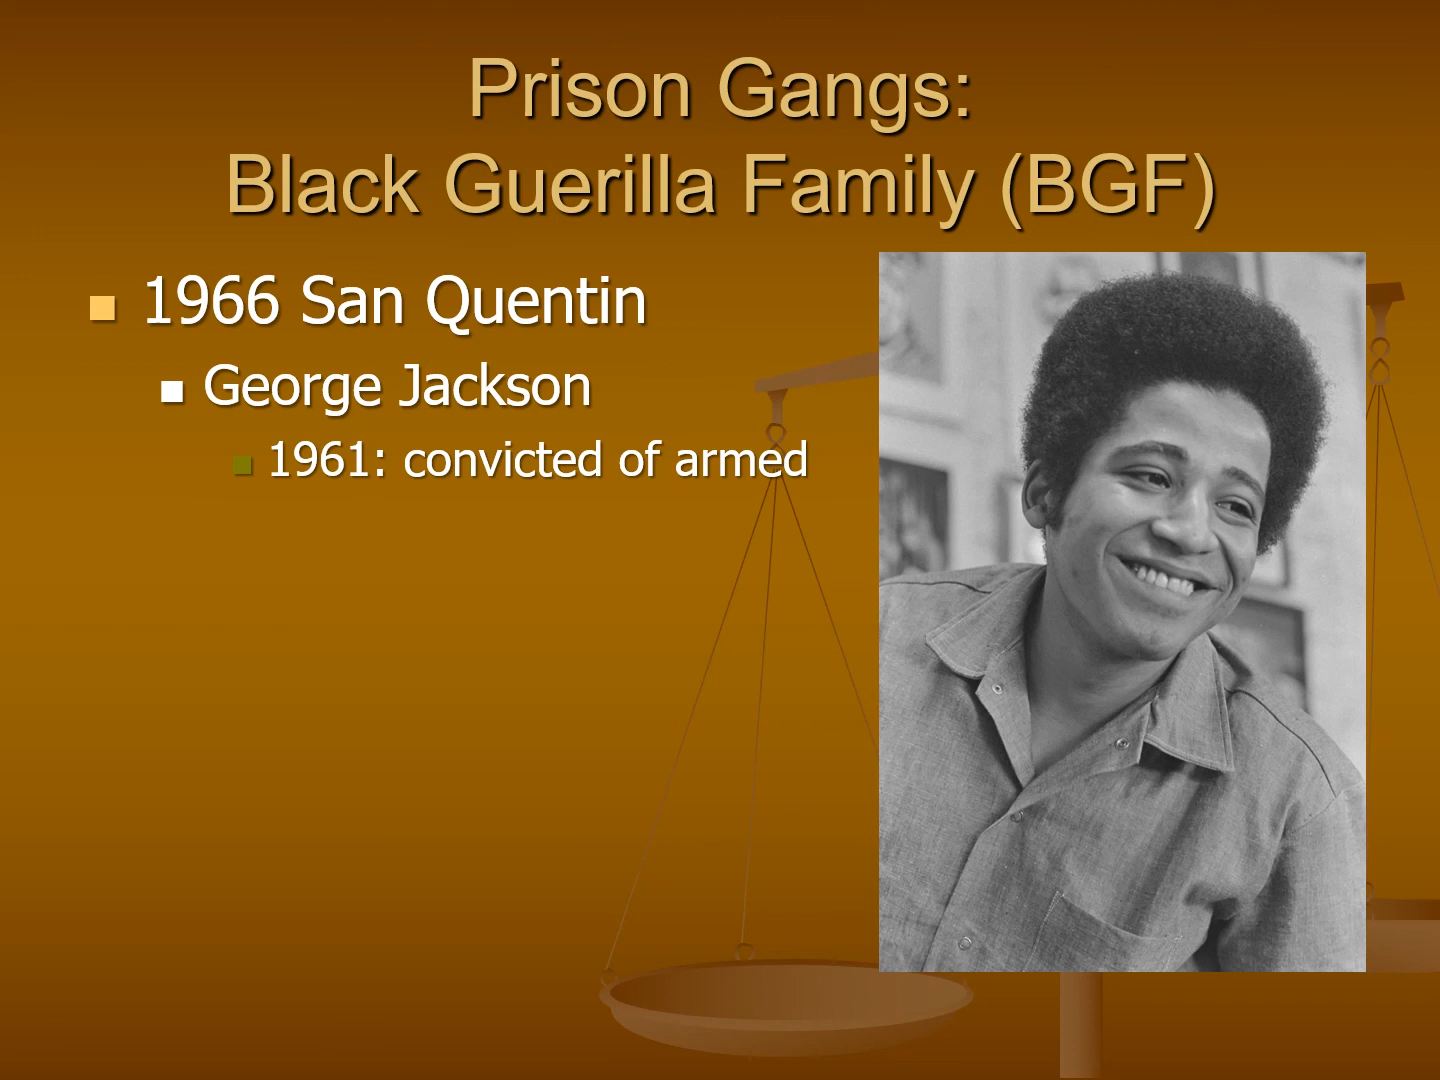 Prison Gangs:
Black Guerilla Family (BGF)
1966 San Quentin
George Jackson
1961: convicted of armed